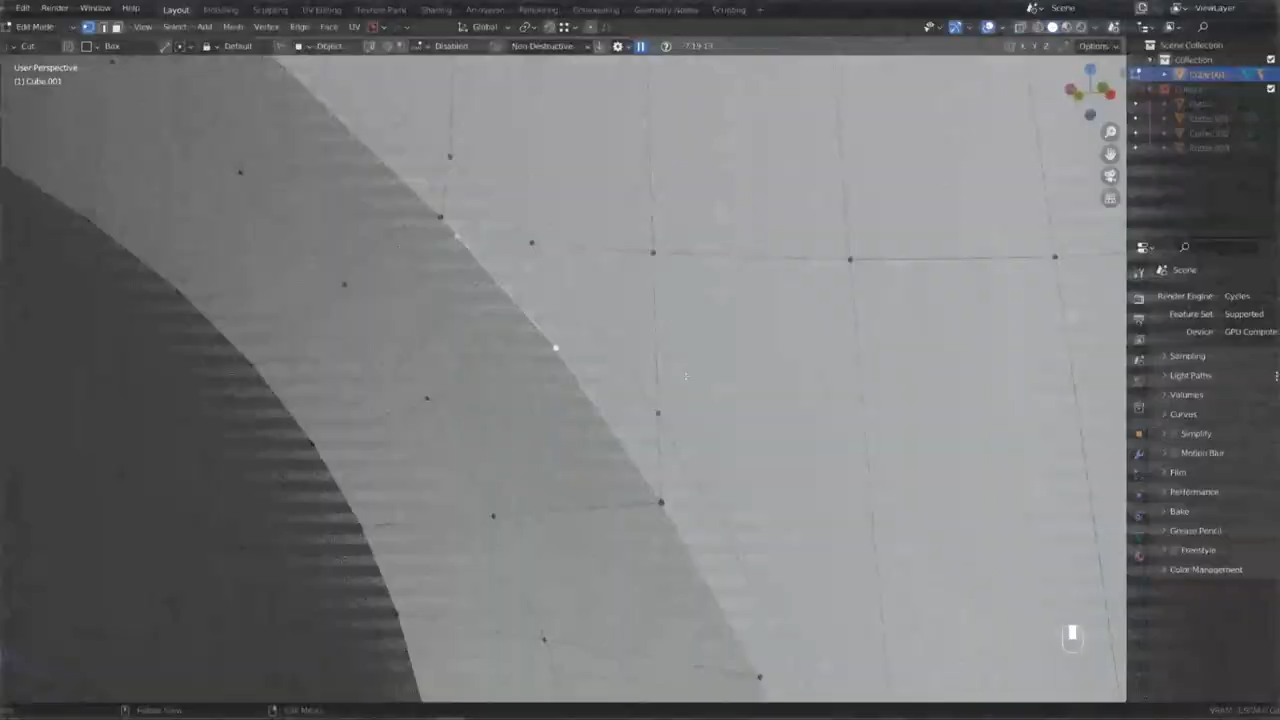 Edit Render Window Help Layout Modeling Sculpting UV Editing Texture Paint Shading Animation Rendering Compositing Geometry Nodes Scripting + Scene ViewLayer
Edit Mode View Select Add Mesh Vertex Edge Face UV Global
Cut Box Default Object Disabled Non-Destructive Options
User Perspective
(1) Cube.001
Scene Collection
Collection
Cube.001
Scene
Render Engine Cycles
Feature Set Supported
Device GPU Compute
Sampling
Light Paths
Volumes
Curves
Simplify
Motion Blur
Film
Performance
Bake
Grease Pencil
Freestyle
Color Management